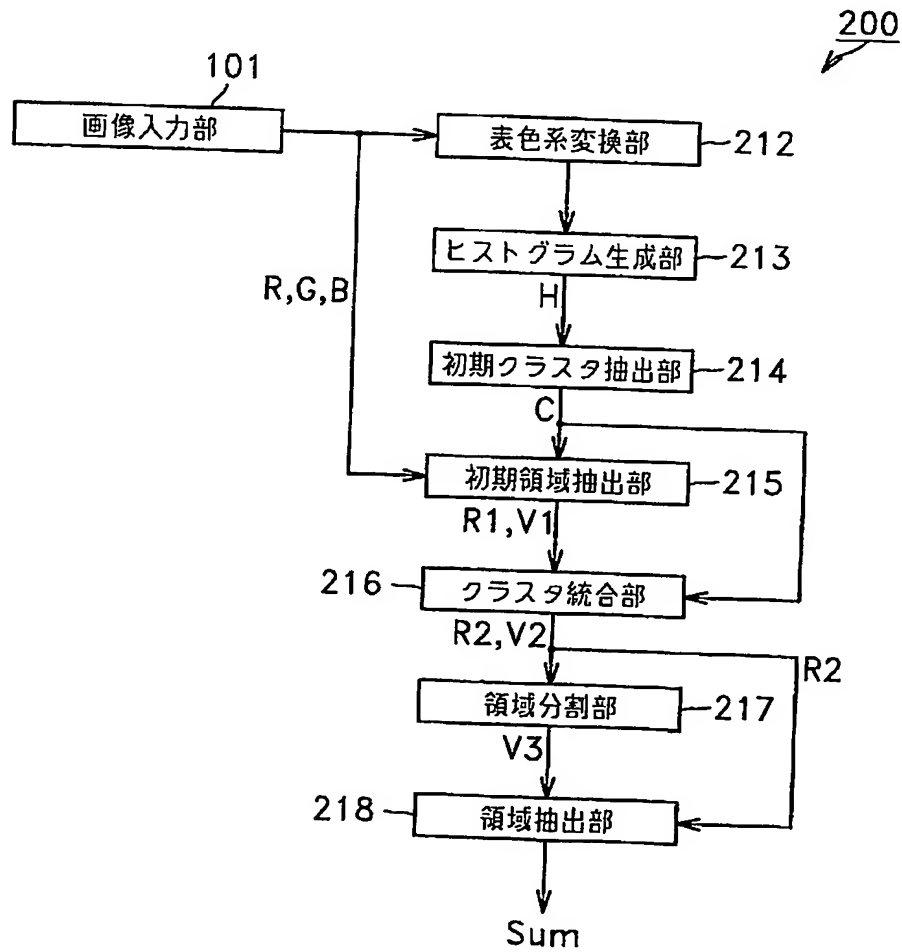 200
101
画像入力部
表色系変換部
212
ヒストグラム生成部
213
R,G,B
H
初期クラスタ抽出部
214
C
初期領域抽出部
215
R1,V1
216
クラスタ統合部
R2,V2
R2
領域分割部
217
V3
218
領域抽出部
Sum